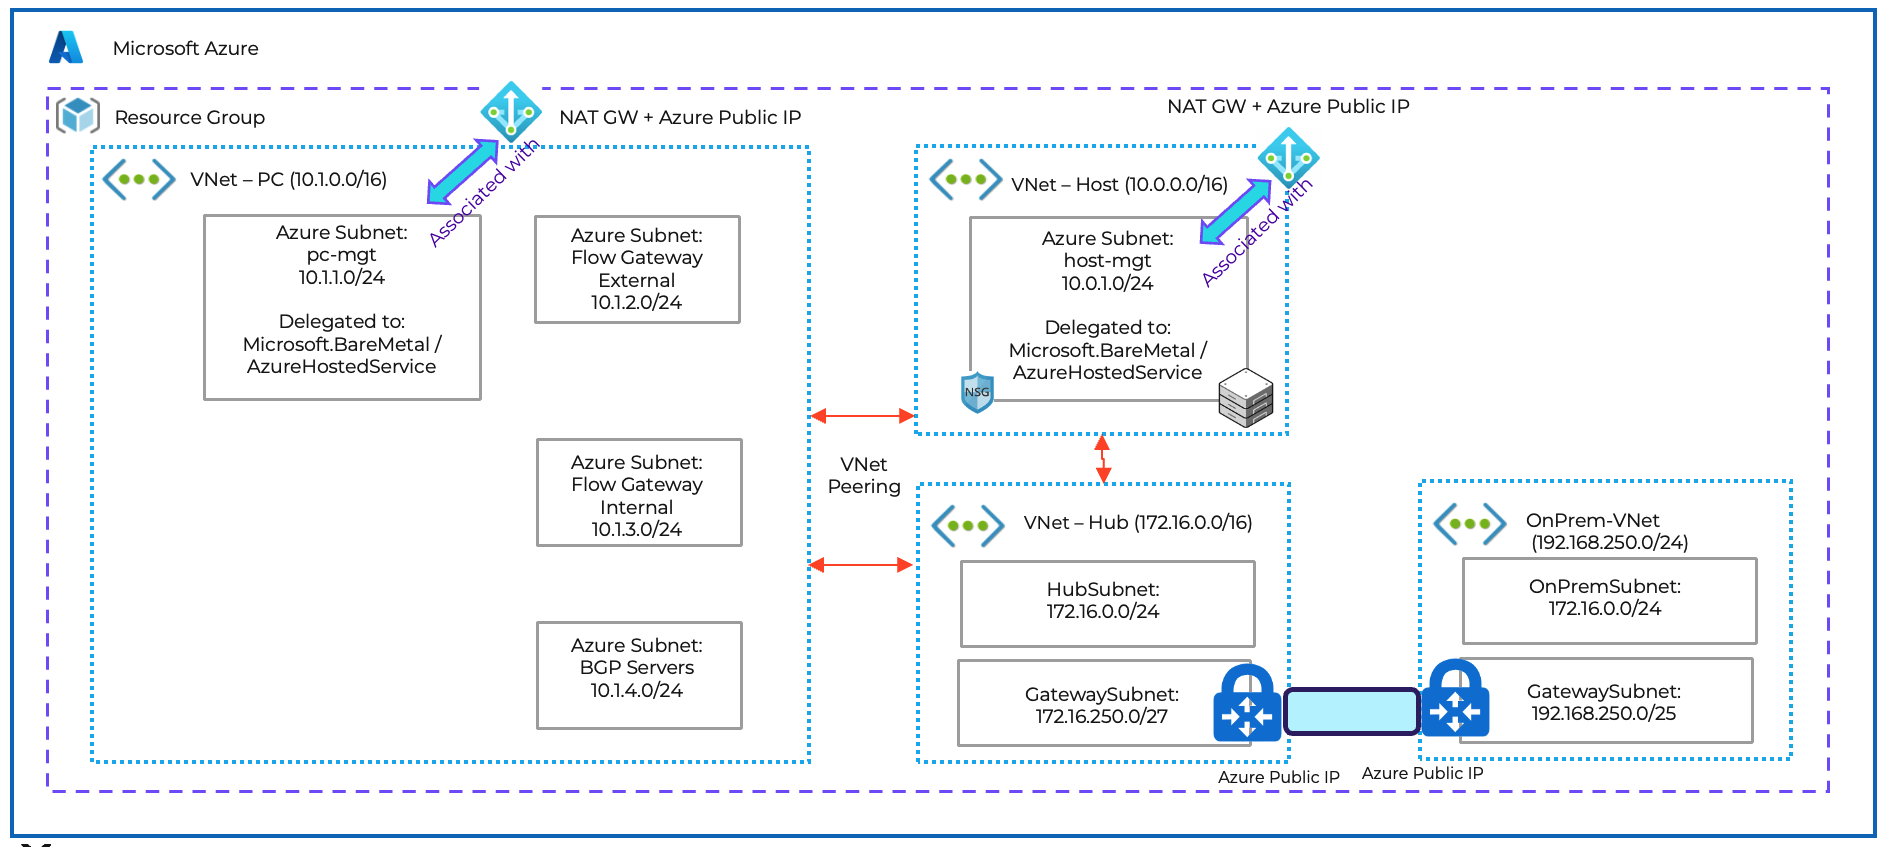 Microsoft Azure
Resource Group
NAT GW + Azure Public IP
NAT GW + Azure Public IP
VNet – PC (10.1.0.0/16)
Associated with
Azure Subnet:
pc-mgt
10.1.1.0/24
Delegated to:
Microsoft.BareMetal /
AzureHostedService
Azure Subnet:
Flow Gateway
External
10.1.2.0/24
Azure Subnet:
Flow Gateway
Internal
10.1.3.0/24
Azure Subnet:
BGP Servers
10.1.4.0/24
VNet
Peering
VNet – Host (10.0.0.0/16)
Associated with
Azure Subnet:
host-mgt
10.0.1.0/24
Delegated to:
Microsoft.BareMetal /
AzureHostedService
NSG
VNet – Hub (172.16.0.0/16)
HubSubnet:
172.16.0.0/24
GatewaySubnet:
172.16.250.0/27
Azure Public IP
OnPrem-VNet
(192.168.250.0/24)
OnPremSubnet:
172.16.0.0/24
GatewaySubnet:
192.168.250.0/25
Azure Public IP